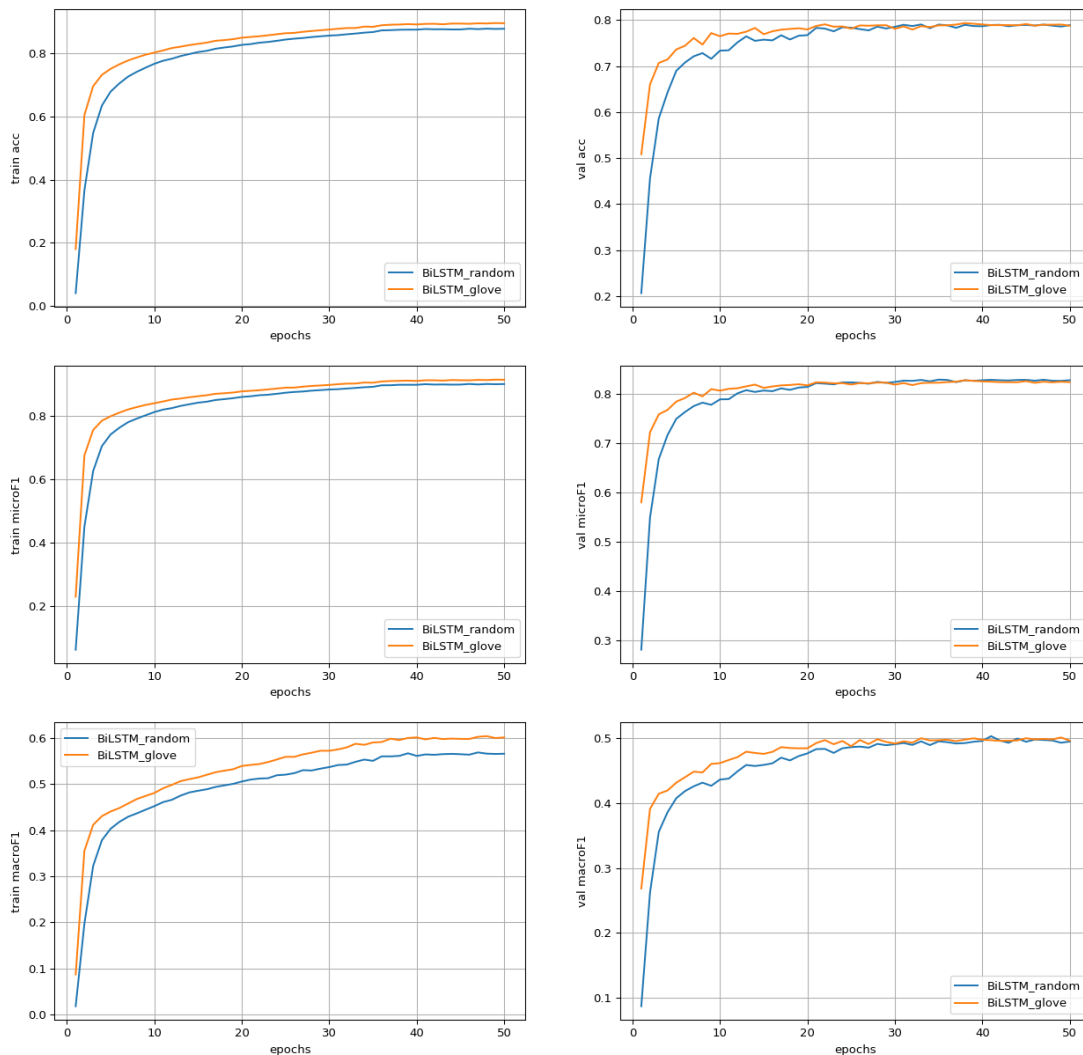 train acc
0.8
0.6
0.4
0.2
0.0
0
10
20
30
40
50
epochs
BiLSTM_random
BiLSTM_glove
val acc
0.8
0.7
0.6
0.5
0.4
0.3
0.2
0
10
20
30
40
50
epochs
BiLSTM_random
BiLSTM_glove
train microF1
0.8
0.6
0.4
0.2
0
10
20
30
40
50
epochs
BiLSTM_random
BiLSTM_glove
val microF1
0.8
0.7
0.6
0.5
0.4
0.3
0
10
20
30
40
50
epochs
BiLSTM_random
BiLSTM_glove
train macroF1
0.6
0.5
0.4
0.3
0.2
0.1
0.0
0
10
20
30
40
50
epochs
BiLSTM_random
BiLSTM_glove
val macroF1
0.5
0.4
0.3
0.2
0.1
0
10
20
30
40
50
epochs
BiLSTM_random
BiLSTM_glove